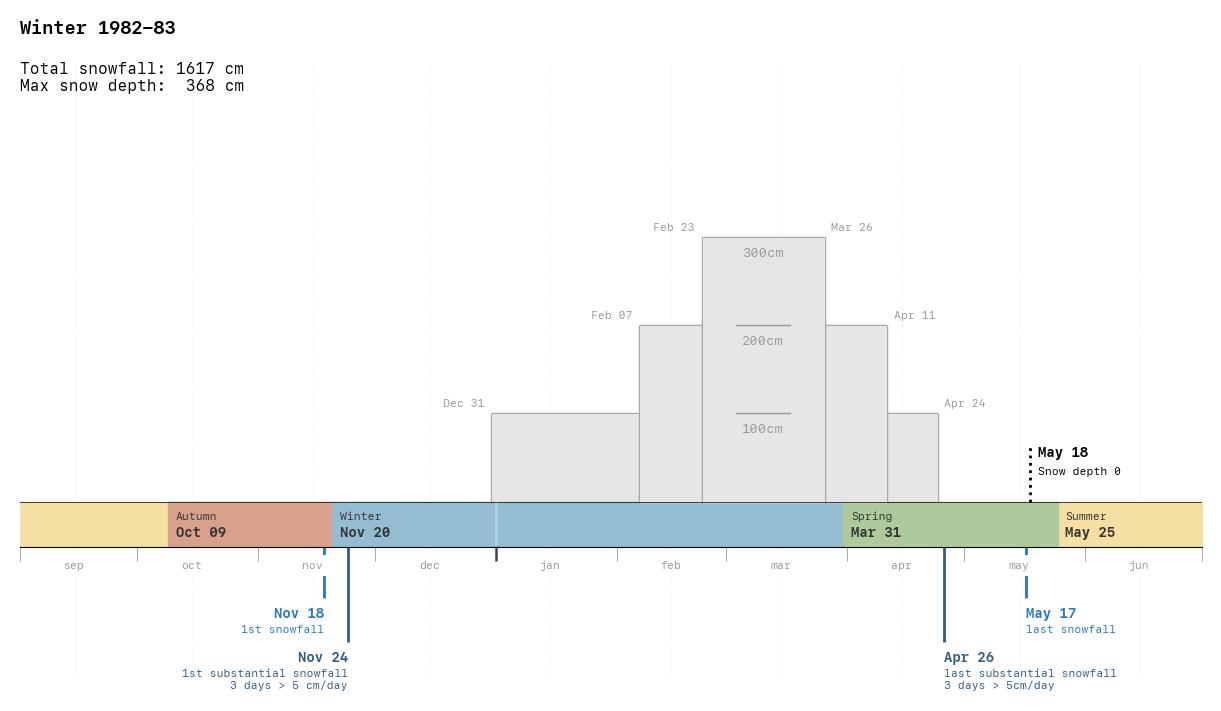 Winter 1982–83
Total snowfall: 1617 cm
Max snow depth:  368 cm
Feb 23
Mar 26
300cm
Feb 07
Apr 11
200cm
Dec 31
Apr 24
100cm
May 18
Snow depth 0
Autumn
Oct 09
Winter
Nov 20
Spring
Mar 31
Summer
May 25
sep
oct
nov
dec
jan
feb
mar
apr
may
jun
Nov 18
1st snowfall
May 17
last snowfall
Nov 24
1st substantial snowfall
3 days > 5 cm/day
Apr 26
last substantial snowfall
3 days > 5cm/day